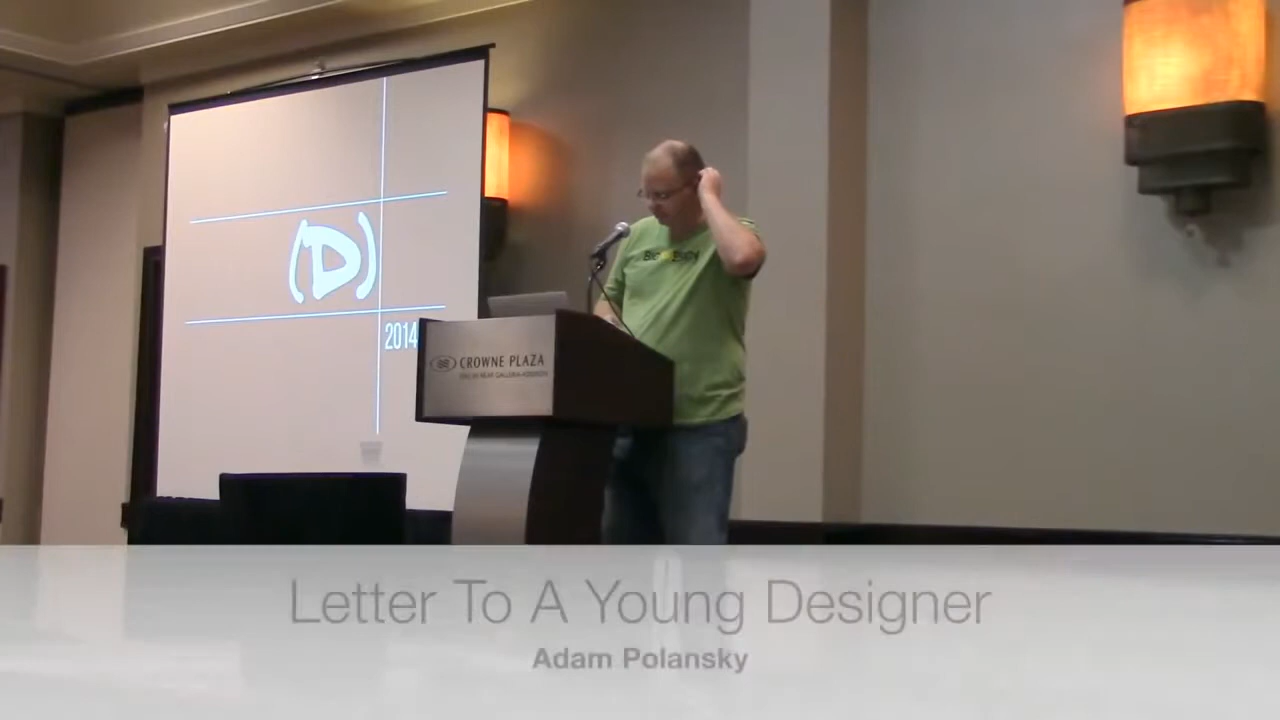 (D)
2014
CROWNE PLAZA
Letter To A Young Designer
Adam Polansky